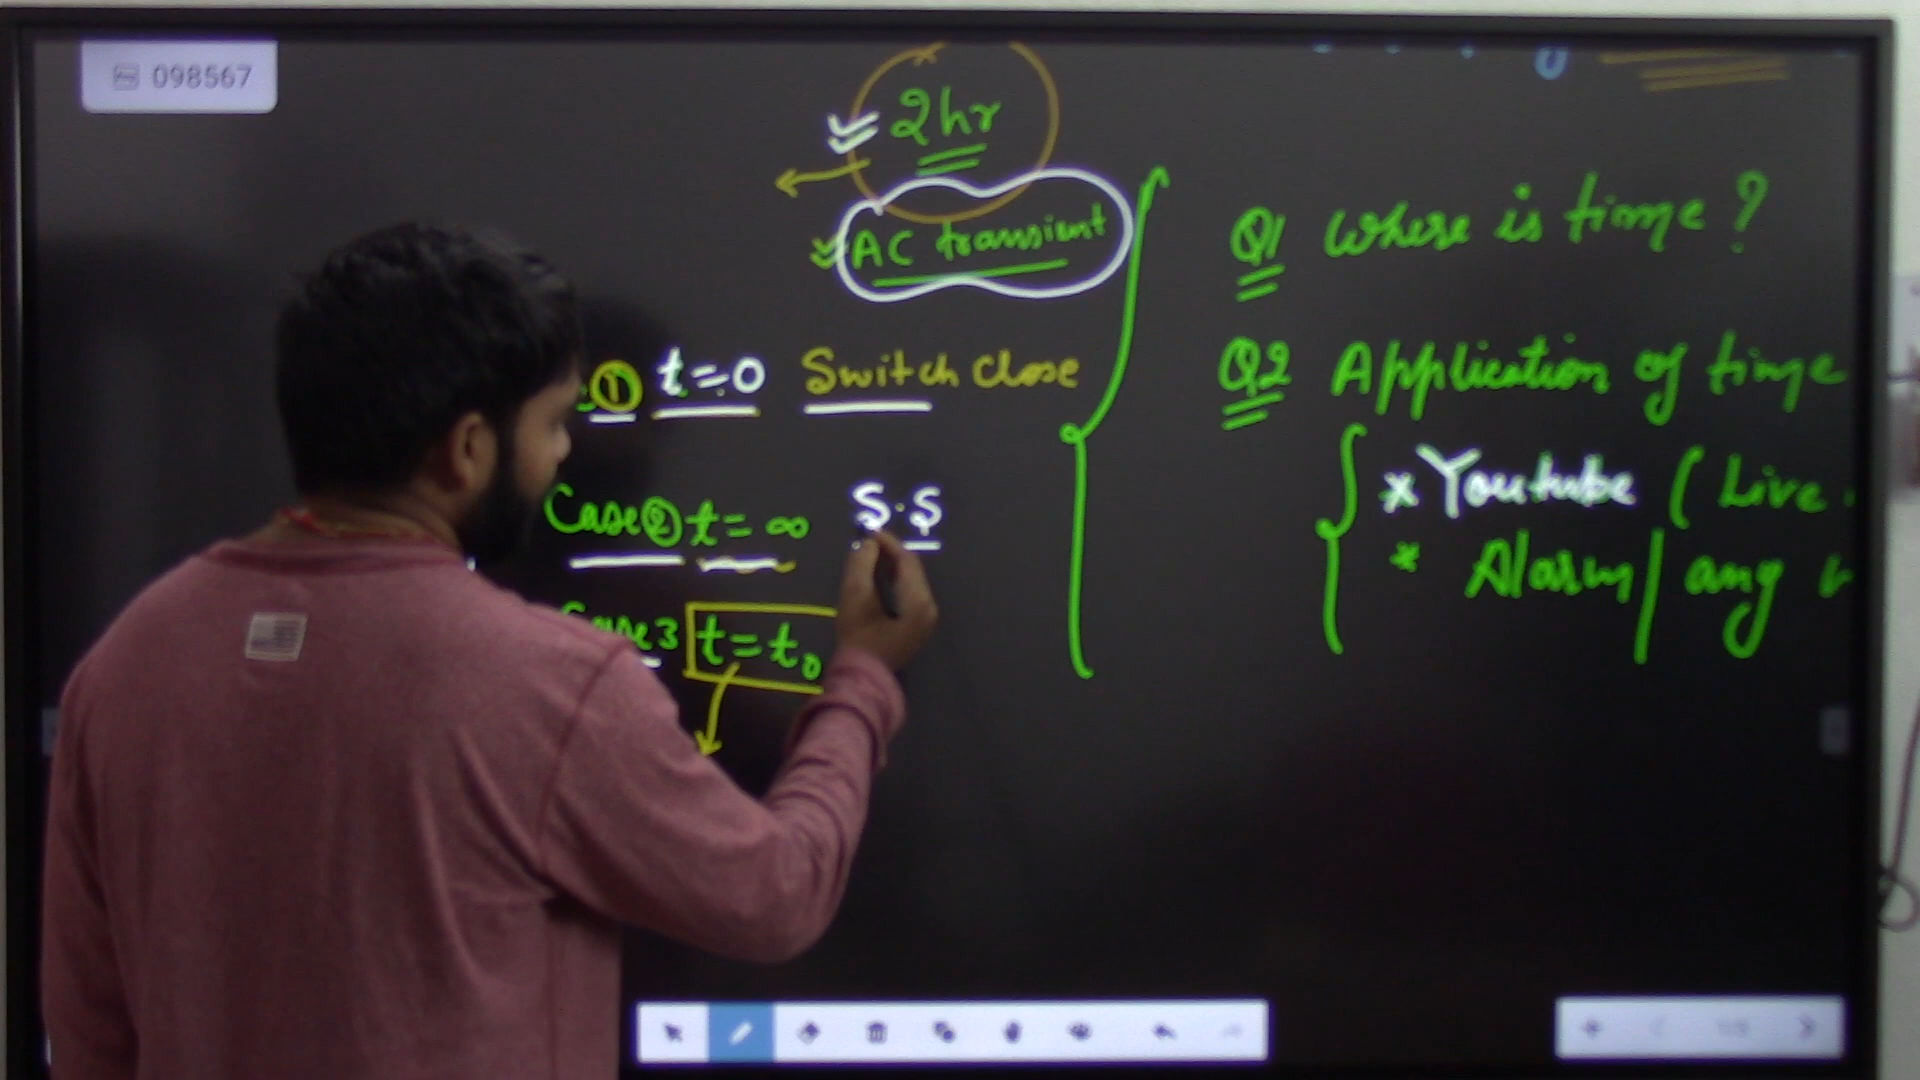 098567
2hr
AC transient
① t=0 Switch close
Case② t=∞ S.S
Case3 t=t₀
Q1 Where is time?
Q2 Application of time
x Youtube (Live
* Alarm/ any